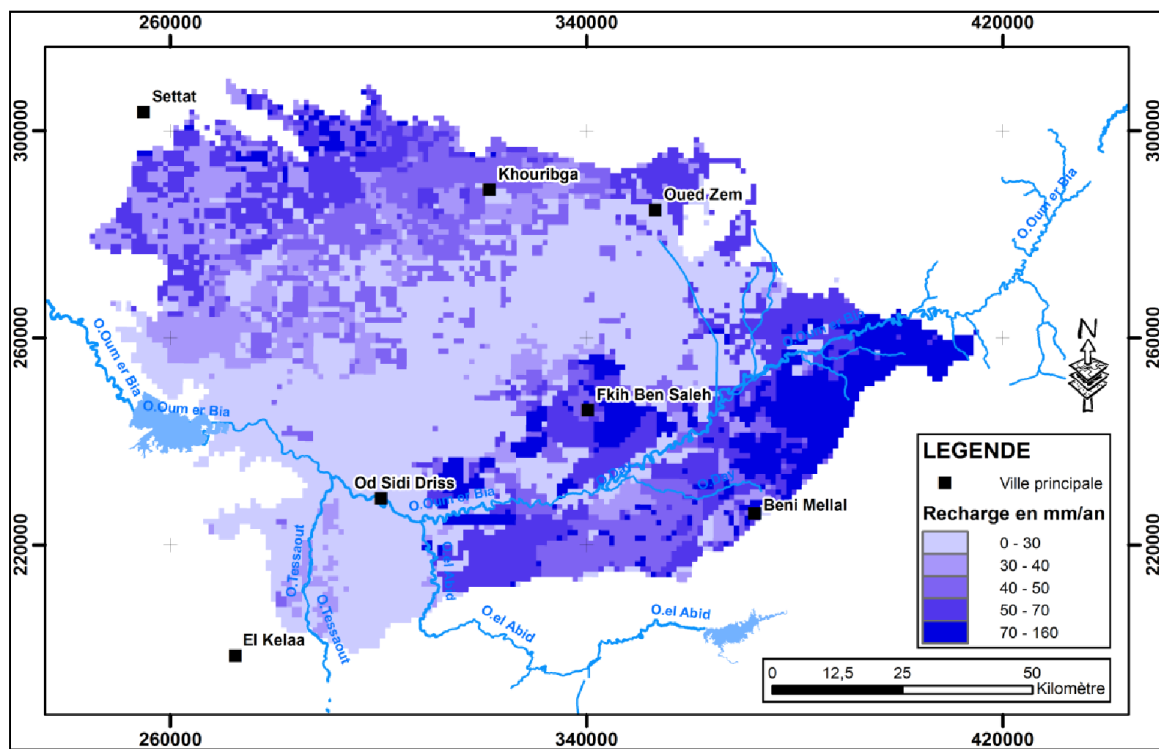 260000
340000
420000
300000
300000
Settat
Khouribga
Oued Zem
O.Oum er Bia
260000
260000
O.Oum er Bia
O.Oum er Bia
N
Fkih Ben Saleh
Od Sidi Driss
O.Oum er Bia
Beni Mellal
220000
220000
O.Tessaout
O.Tessaout
O.el Abid
O.el Abid
El Kelaa
LEGENDE
Ville principale
Recharge en mm/an
0 - 30
30 - 40
40 - 50
50 - 70
70 - 160
0 12,5 25 50
Kilomètre
260000
340000
420000